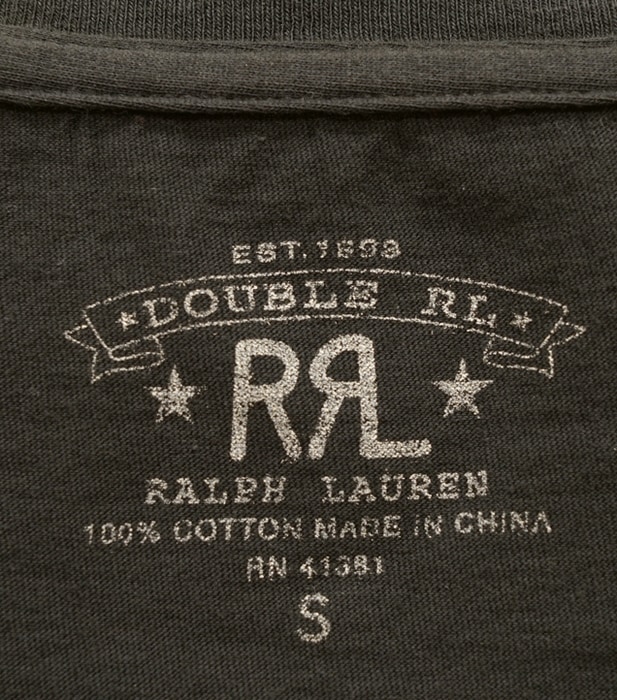 EST. 1993
★DOUBLE RL★
RRL
RALPH LAUREN
100% COTTON MADE iN CHINA
RN 41381
S